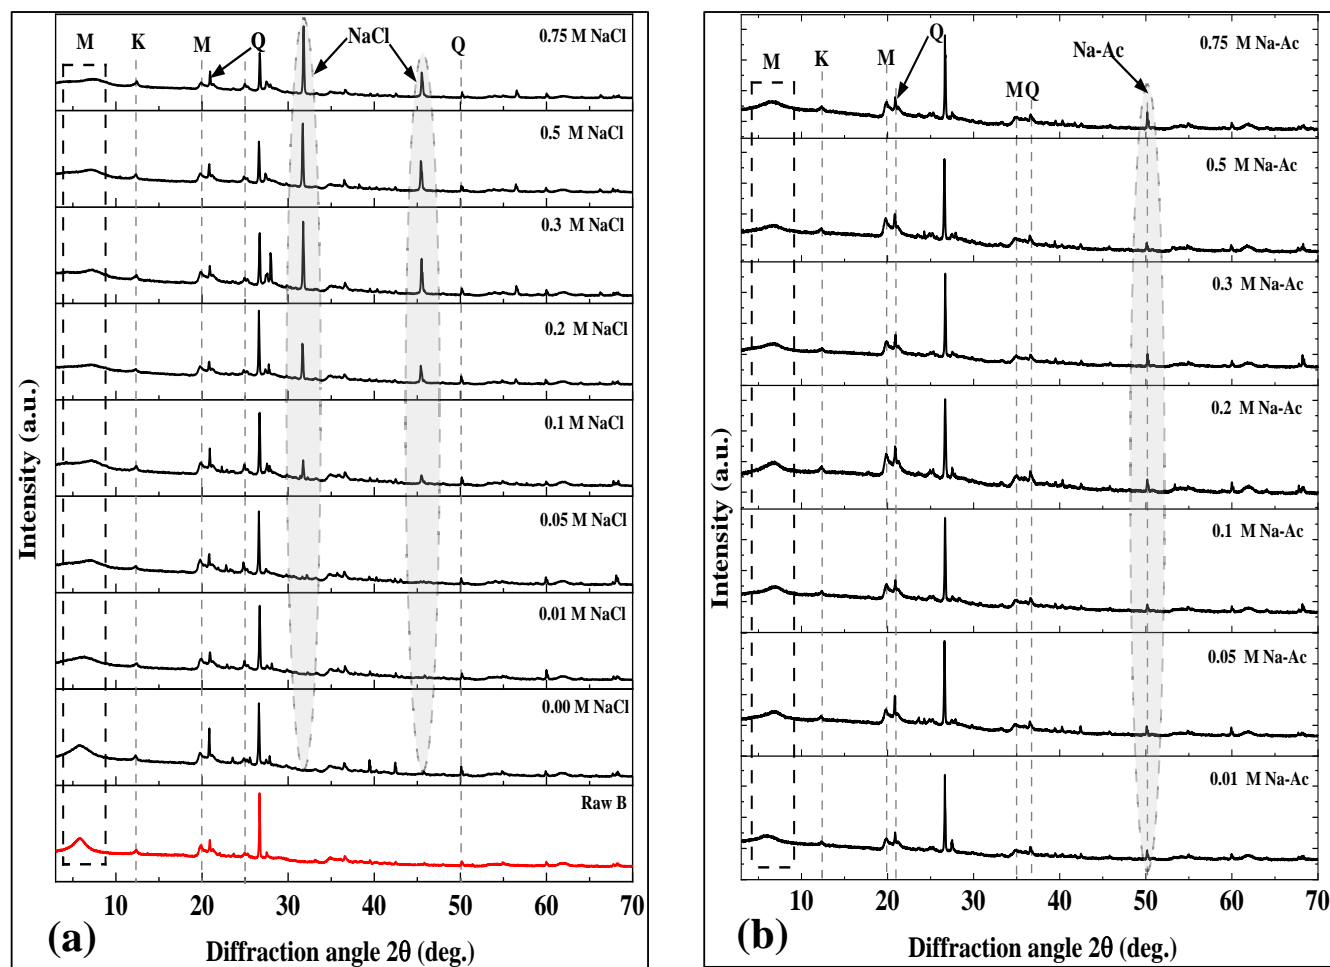 M K M Q NaCl Q 0.75 M NaCl
0.5 M NaCl
0.3 M NaCl
0.2 M NaCl
0.1 M NaCl
0.05 M NaCl
0.01 M NaCl
0.00 M NaCl
Raw B
Intensity (a.u.)
10 20 30 40 50 60 70
(a) Diffraction angle 2θ (deg.)
M K M Q M Q Na-Ac 0.75 M Na-Ac
0.5 M Na-Ac
0.3 M Na-Ac
0.2 M Na-Ac
0.1 M Na-Ac
0.05 M Na-Ac
0.01 M Na-Ac
Intensity (a.u.)
10 20 30 40 50 60 70
(b) Diffraction angle 2θ (deg.)